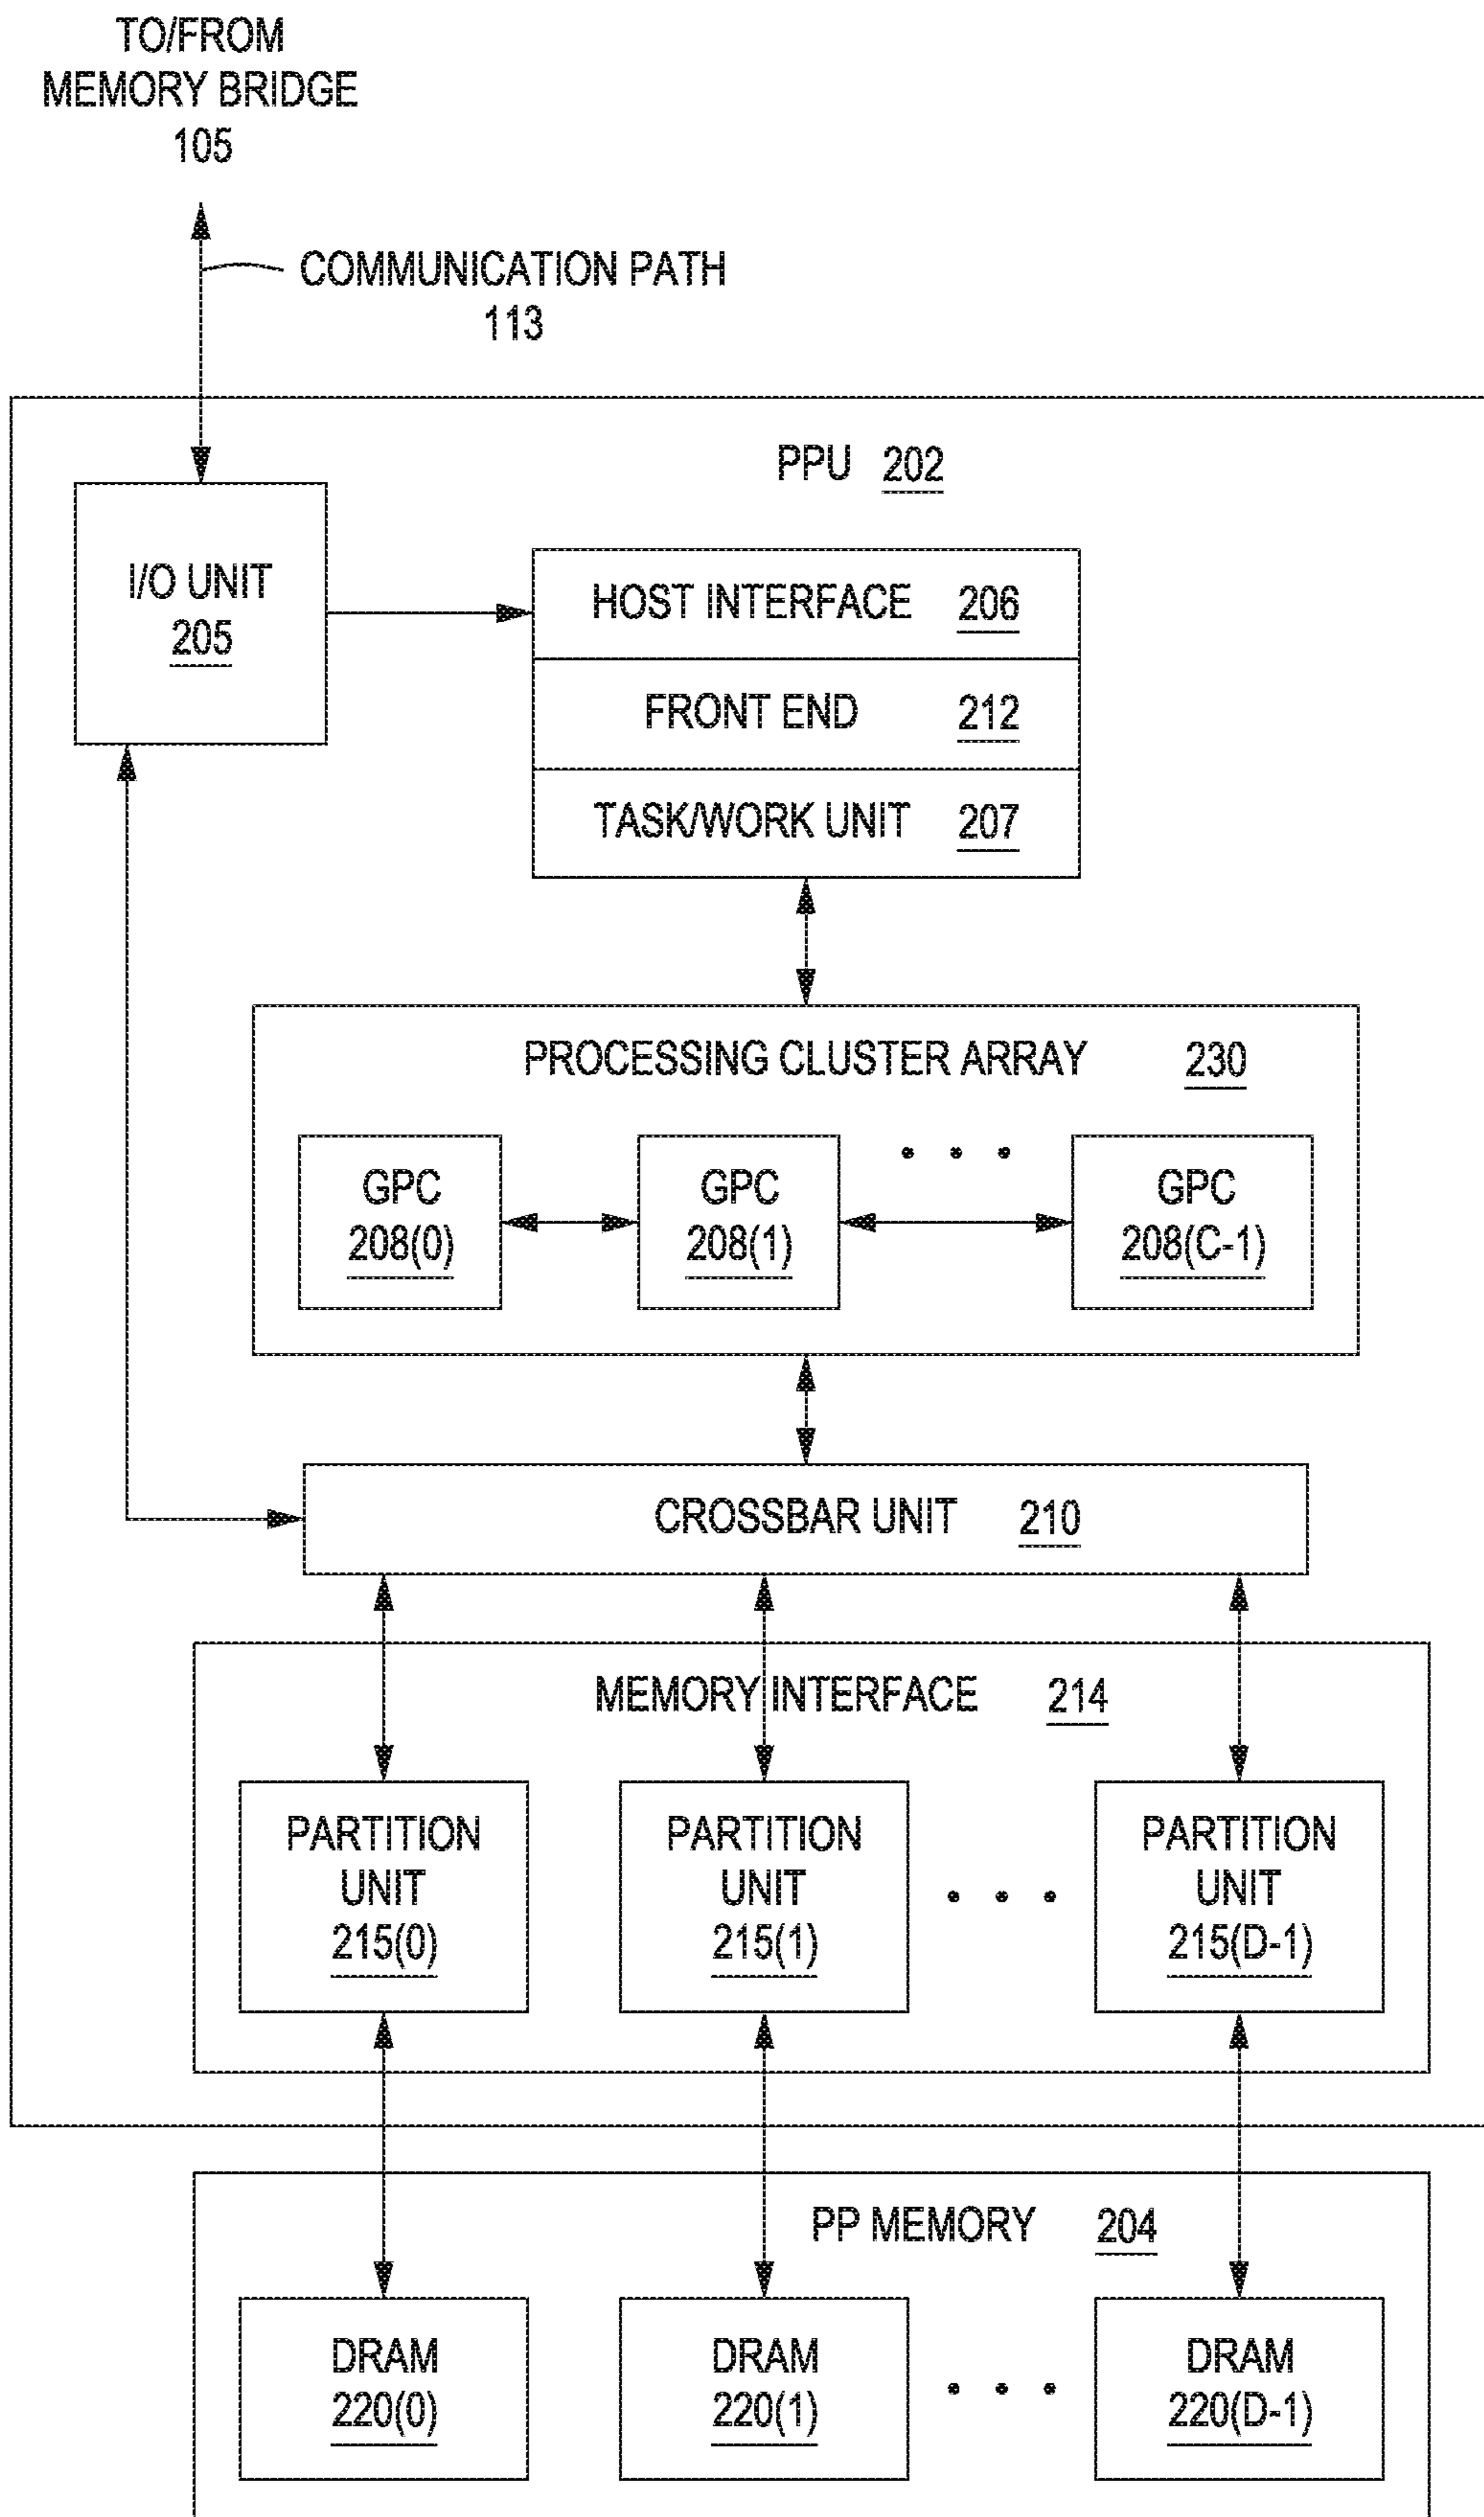 TO/FROM
MEMORY BRIDGE
105
COMMUNICATION PATH
113
PPU 202
I/O UNIT
205
HOST INTERFACE 206
FRONT END 212
TASK/WORK UNIT 207
PROCESSING CLUSTER ARRAY 230
GPC
208(0)
GPC
208(1)
. . .
GPC
208(C-1)
CROSSBAR UNIT 210
MEMORY INTERFACE 214
PARTITION
UNIT
215(0)
PARTITION
UNIT
215(1)
. . .
PARTITION
UNIT
215(D-1)
PP MEMORY 204
DRAM
220(0)
DRAM
220(1)
. . .
DRAM
220(D-1)